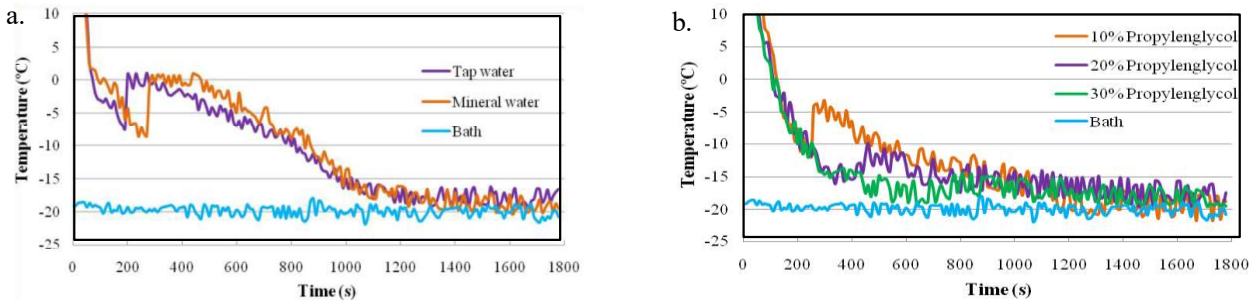 a.
10
5
0
-5
-10
-15
-20
-25
Temperature (°C)
Tap water
Mineral water
Bath
0 200 400 600 800 1000 1200 1400 1600 1800
Time (s)
b.
10
5
0
-5
-10
-15
-20
-25
Temperature (°C)
10% Propylenglycol
20% Propylenglycol
30% Propylenglycol
Bath
0 200 400 600 800 1000 1200 1400 1600 1800
Time (s)